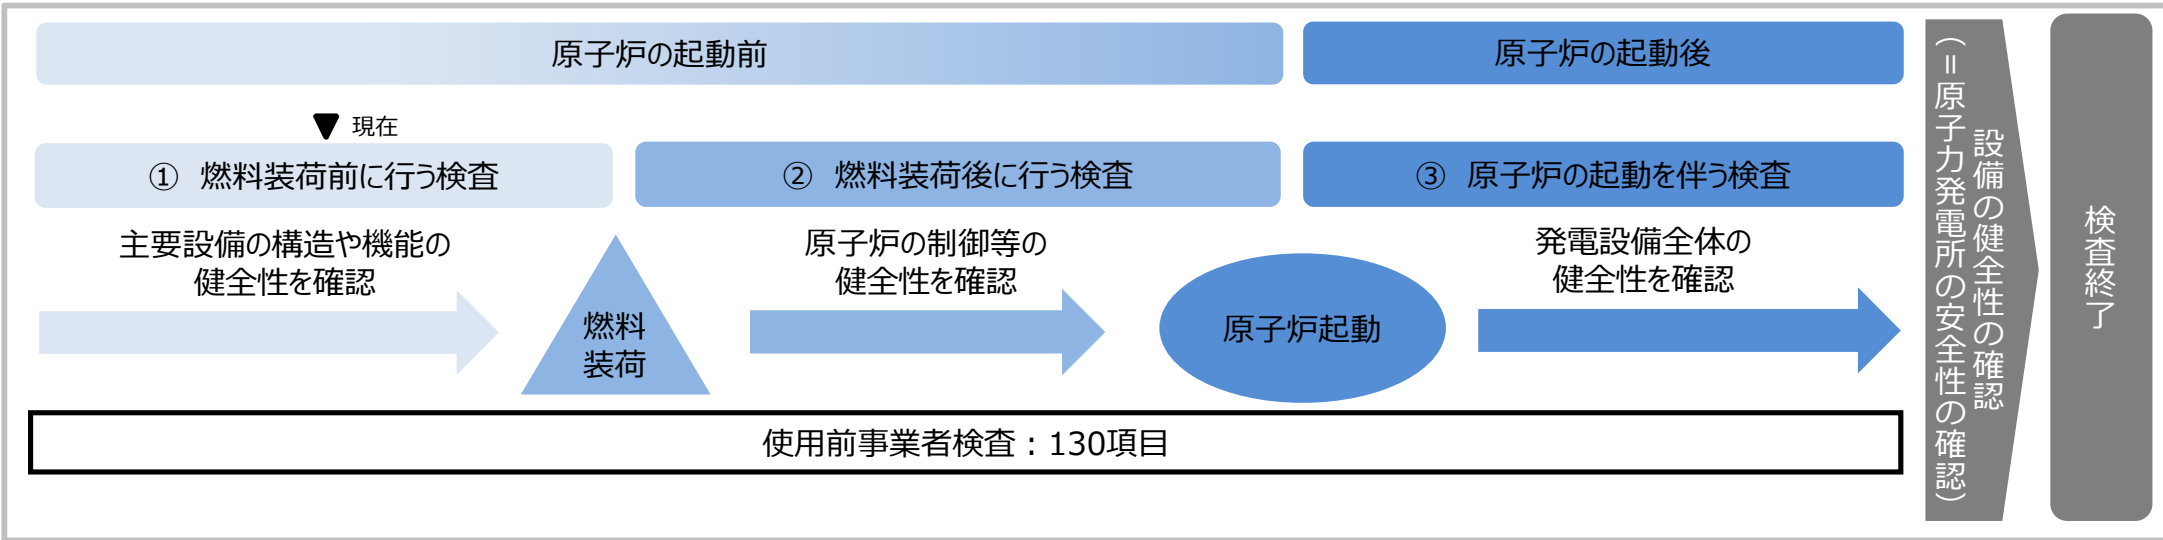 原子炉の起動前
原子炉の起動後
▼ 現在
① 燃料装荷前に行う検査
② 燃料装荷後に行う検査
③ 原子炉の起動を伴う検査
主要設備の構造や機能の
健全性を確認
燃料
装荷
原子炉の制御等の
健全性を確認
原子炉起動
発電設備全体の
健全性を確認
使用前事業者検査：130項目
設備の健全性の確認
（＝原子力発電所の安全性の確認）
検査終了